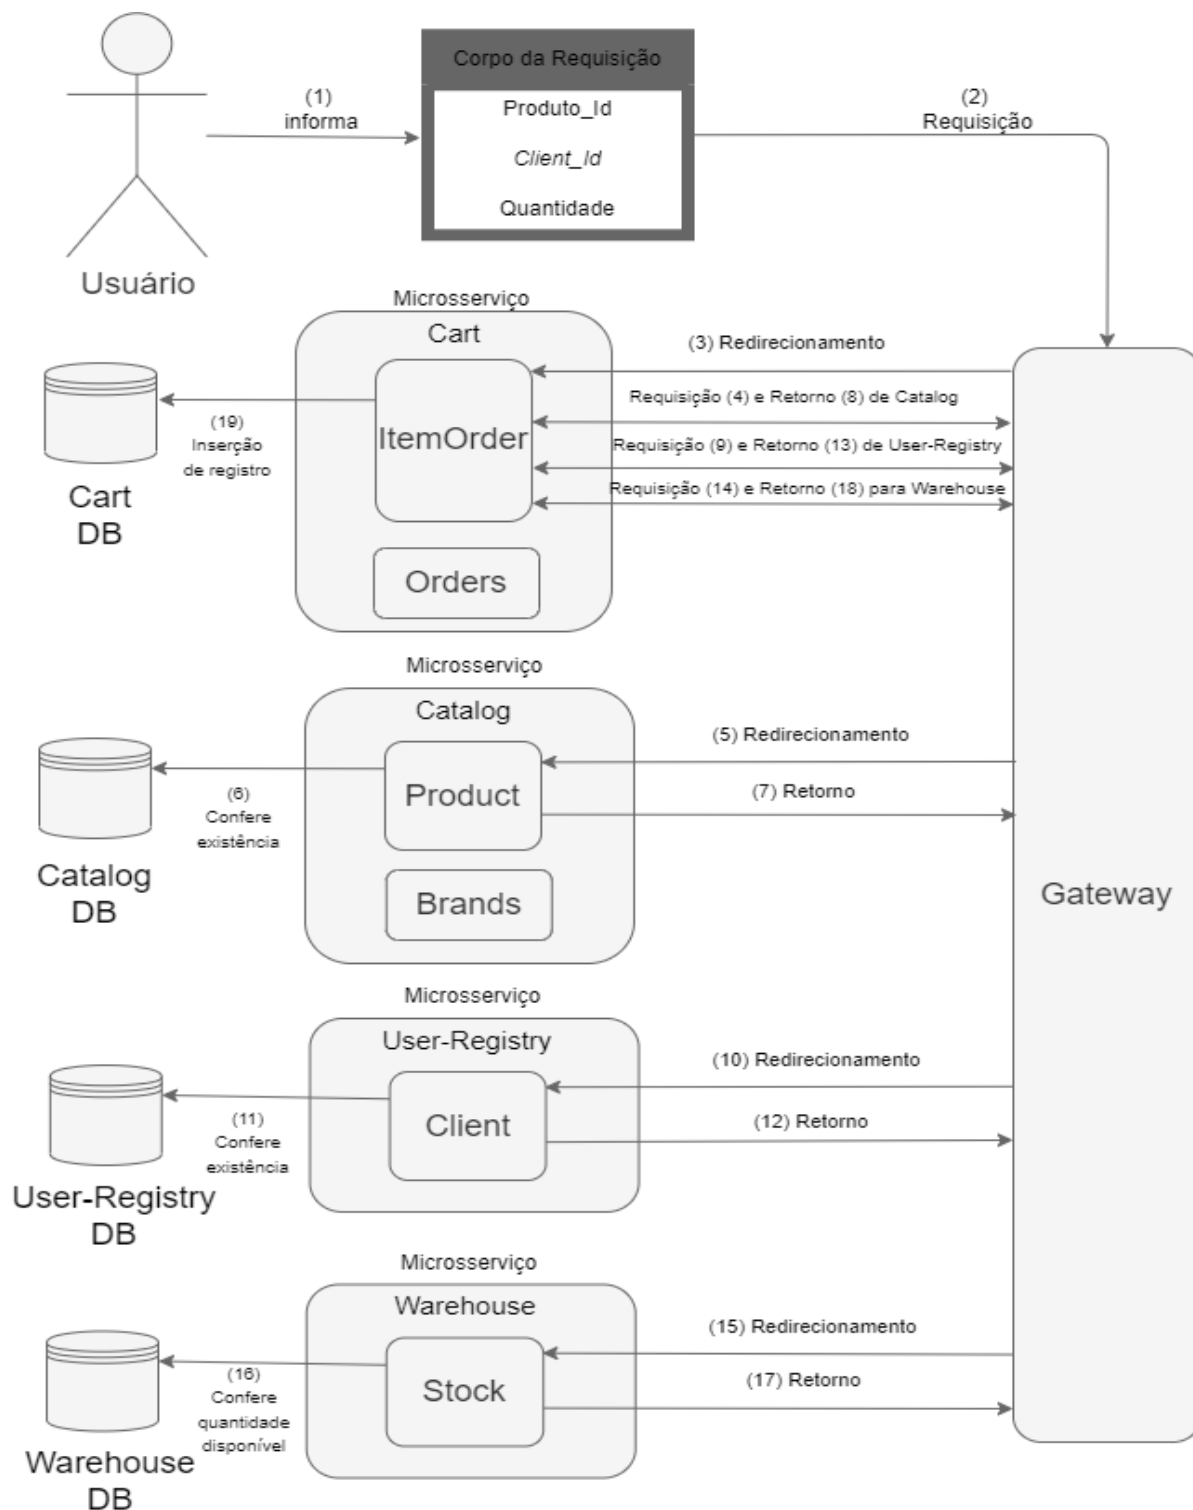 Corpo da Requisição
Produto_Id
Client_Id
Quantidade
(1)
informa
(2)
Requisição
Usuário
Microsserviço
Cart
ItemOrder
Orders
(3) Redirecionamento
Requisição (4) e Retorno (8) de Catalog
Requisição (9) e Retorno (13) de User-Registry
Requisição (14) e Retorno (18) para Warehouse
(19)
Inserção
de registro
Cart
DB
Microsserviço
Catalog
Product
Brands
(5) Redirecionamento
(7) Retorno
(6)
Confere
existência
Catalog
DB
Gateway
Microsserviço
User-Registry
Client
(10) Redirecionamento
(12) Retorno
(11)
Confere
existência
User-Registry
DB
Microsserviço
Warehouse
Stock
(15) Redirecionamento
(17) Retorno
(16)
Confere
quantidade
disponível
Warehouse
DB